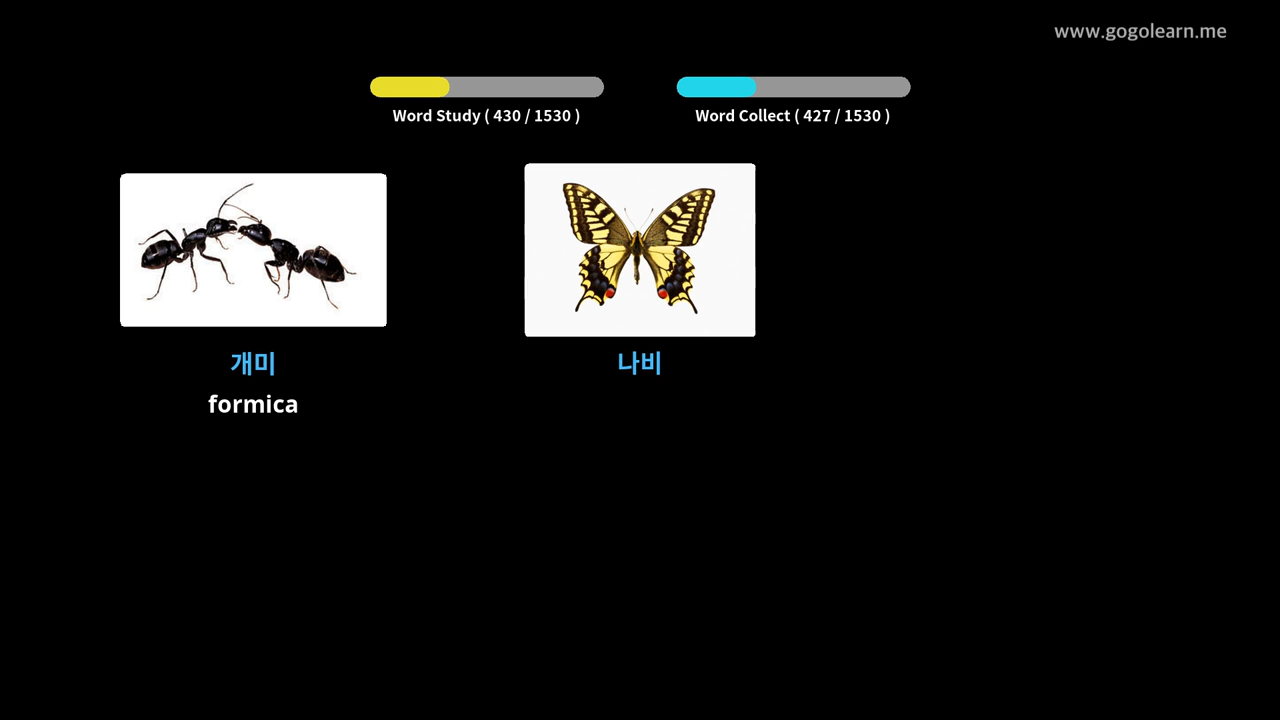 www.gogolearn.me
Word Study ( 430 / 1530 )
Word Collect ( 427 / 1530 )
개미
나비
formica